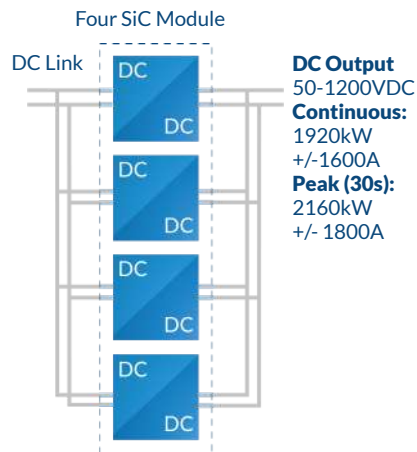 Four SiC Module
DC Link
DC
DC
DC
DC
DC
DC
DC
DC
DC Output
50-1200VDC
Continuous:
1920kW
+/-1600A
Peak (30s):
2160kW
+/- 1800A